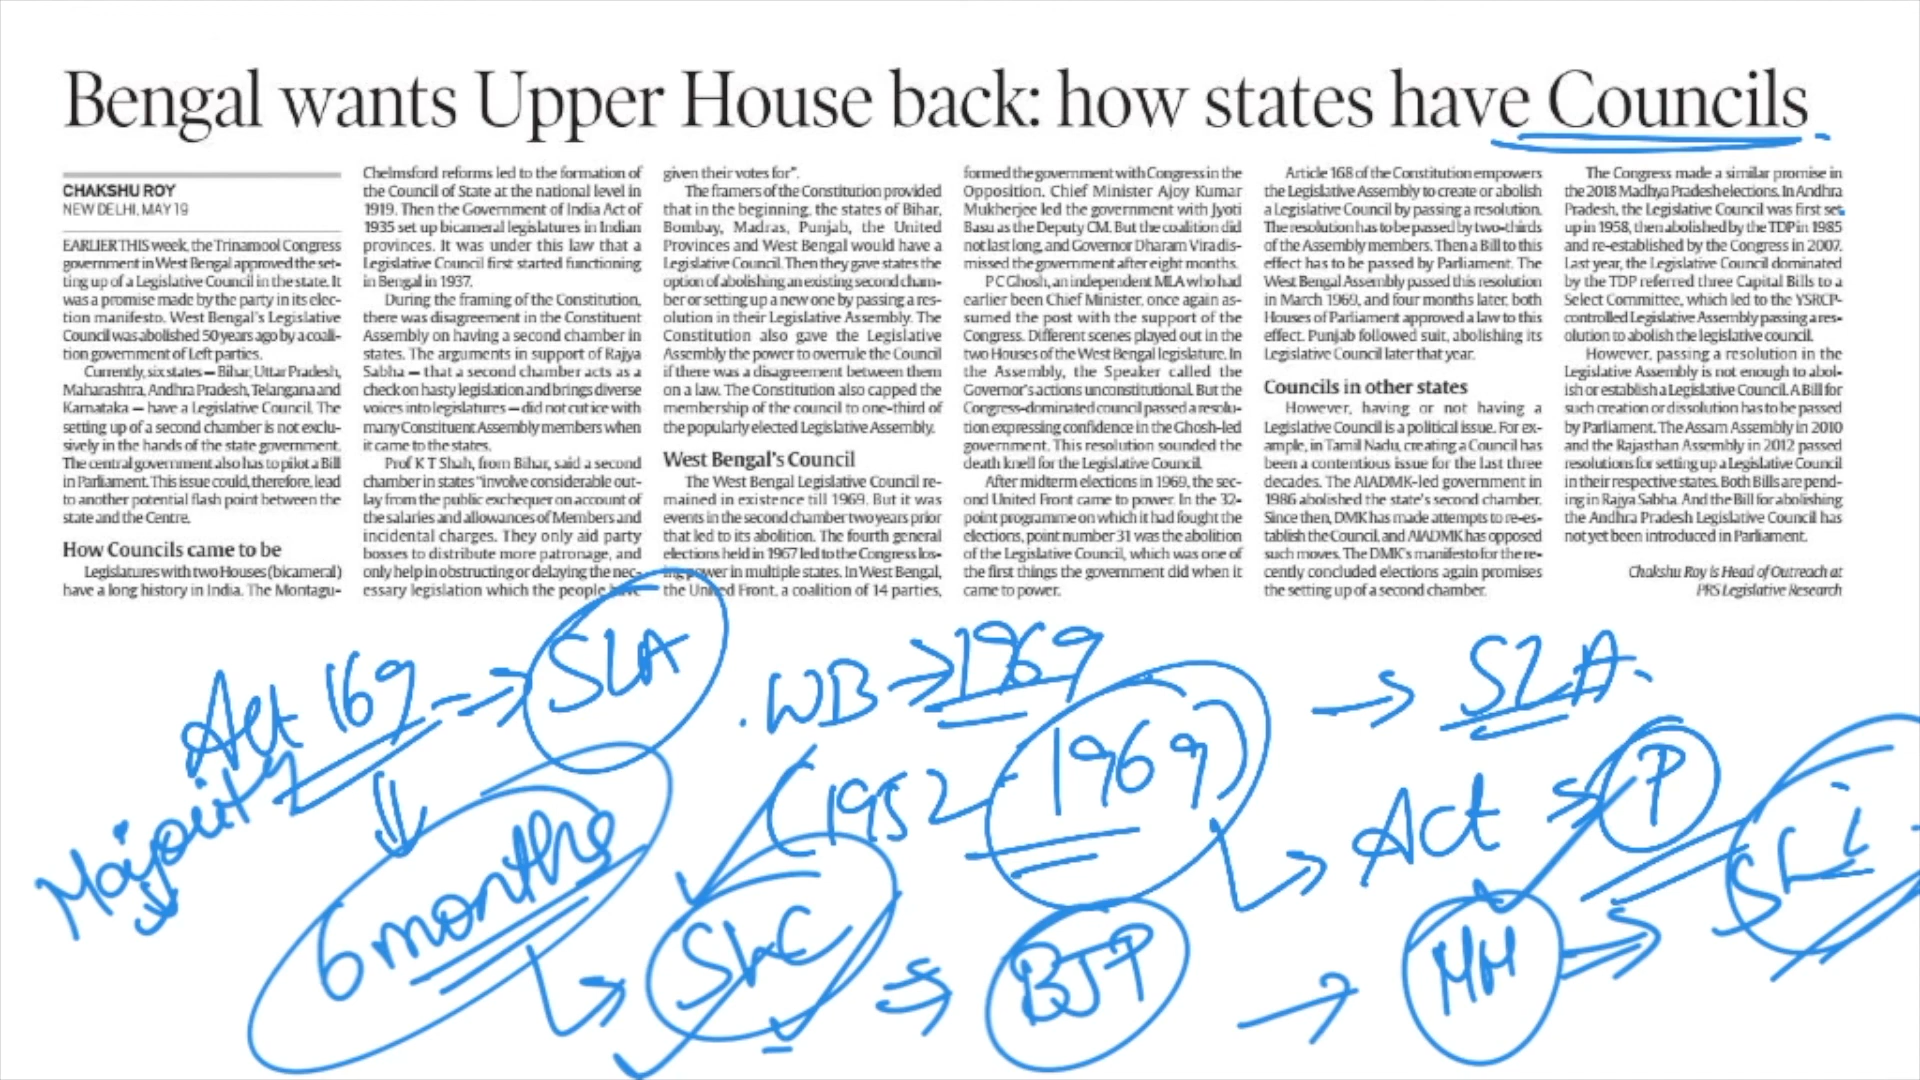 Bengal wants Upper House back: how states have Councils
CHAKSHU ROY
NEW DELHI, MAY 19
EARLIER THIS week, the Trinamool Congress
government in West Bengal approved the set-
ting up of a Legislative Council in the state. It
was a promise made by the party in its elec-
tion manifesto. West Bengal's Legislative
Council was abolished 50 years ago by a coali-
tion government of Left parties.
Currently, six states — Bihar, Uttar Pradesh,
Maharashtra, Andhra Pradesh, Telangana and
Karnataka — have a Legislative Council. The
setting up of a second chamber is not exclu-
sively in the hands of the state government.
The central government also has to pilot a Bill
in Parliament. This issue could, therefore, lead
to another potential flash point between the
state and the Centre.
How Councils came to be
Legislatures with two Houses (bicameral)
have a long history in India. The Montagu-
Chelmsford reforms led to the formation of
the Council of State at the national level in
1919. Then the Government of India Act of
1935 set up bicameral legislatures in Indian
provinces. It was under this law that a
Legislative Council first started functioning
in Bengal in 1937.
During the framing of the Constitution,
there was disagreement in the Constituent
Assembly on having a second chamber in
states. The arguments in support of Rajya
Sabha — that a second chamber acts as a
check on hasty legislation and brings diverse
voices into legislatures — did not cut ice with
many Constituent Assembly members when
it came to the states.
Prof K T Shah, from Bihar, said a second
chamber in states "involve considerable out-
lay from the public exchequer on account of
the salaries and allowances of Members and
incidental charges. They only aid party
bosses to distribute more patronage, and
only help in obstructing or delaying the nec-
essary legislation which the people have
given their votes for".
The framers of the Constitution provided
that in the beginning, the states of Bihar,
Bombay, Madras, Punjab, the United
Provinces and West Bengal would have a
Legislative Council. Then they gave states the
option of abolishing an existing second cham-
ber or setting up a new one by passing a res-
olution in their Legislative Assembly. The
Constitution also gave the Legislative
Assembly the power to overrule the Council
if there was a disagreement between them
on a law. The Constitution also capped the
membership of the council to one-third of
the popularly elected Legislative Assembly.
West Bengal's Council
The West Bengal Legislative Council re-
mained in existence till 1969. But it was
events in the second chamber two years prior
that led to its abolition. The fourth general
elections held in 1967 led to the Congress los-
ing power in multiple states. In West Bengal,
the United Front, a coalition of 14 parties,
formed the government with Congress in the
Opposition. Chief Minister Ajoy Kumar
Mukherjee led the government with Jyoti
Basu as the Deputy CM. But the coalition did
not last long, and Governor Dharam Vira dis-
missed the government after eight months.
P C Ghosh, an independent MLA who had
earlier been Chief Minister, once again as-
sumed the post with the support of the
Congress. Different scenes played out in the
two Houses of the West Bengal legislature. In
the Assembly, the Speaker called the
Governor's actions unconstitutional. But the
Congress-dominated council passed a resolu-
tion expressing confidence in the Ghosh-led
government. This resolution sounded the
death knell for the Legislative Council.
After midterm elections in 1969, the sec-
ond United Front came to power. In the 32-
point programme on which it had fought the
elections, point number 31 was the abolition
of the Legislative Council, which was one of
the first things the government did when it
came to power.
Article 168 of the Constitution empowers
the Legislative Assembly to create or abolish
a Legislative Council by passing a resolution.
The resolution has to be passed by two-thirds
of the Assembly members. Then a Bill to this
effect has to be passed by Parliament. The
West Bengal Assembly passed this resolution
in March 1969, and four months later, both
Houses of Parliament approved a law to this
effect. Punjab followed suit, abolishing its
Legislative Council later that year.
Councils in other states
However, having or not having a
Legislative Council is a political issue. For ex-
ample, in Tamil Nadu, creating a Council has
been a contentious issue for the last three
decades. The AIADMK-led government in
1986 abolished the state's second chamber.
Since then, DMK has made attempts to re-es-
tablish the Council, and AIADMK has opposed
such moves. The DMK's manifesto for the re-
cently concluded elections again promises
the setting up of a second chamber.
The Congress made a similar promise in
the 2018 Madhya Pradesh elections. In Andhra
Pradesh, the Legislative Council was first set
up in 1958, then abolished by the TDP in 1985
and re-established by the Congress in 2007.
Last year, the Legislative Council dominated
by the TDP referred three Capital Bills to a
Select Committee, which led to the YSRCP-
controlled Legislative Assembly passing a res-
olution to abolish the legislative council.
However, passing a resolution in the
Legislative Assembly is not enough to abol-
ish or establish a Legislative Council. A Bill for
such creation or dissolution has to be passed
by Parliament. The Assam Assembly in 2010
and the Rajasthan Assembly in 2012 passed
resolutions for setting up a Legislative Council
in their respective states. Both Bills are pend-
ing in Rajya Sabha. And the Bill for abolishing
the Andhra Pradesh Legislative Council has
not yet been introduced in Parliament.
Chakshu Roy is Head of Outreach at
PRS Legislative Research
169 SLA WB 1969 SLA
Majority (1952 - 1969) Act P
6 months SLC BJP